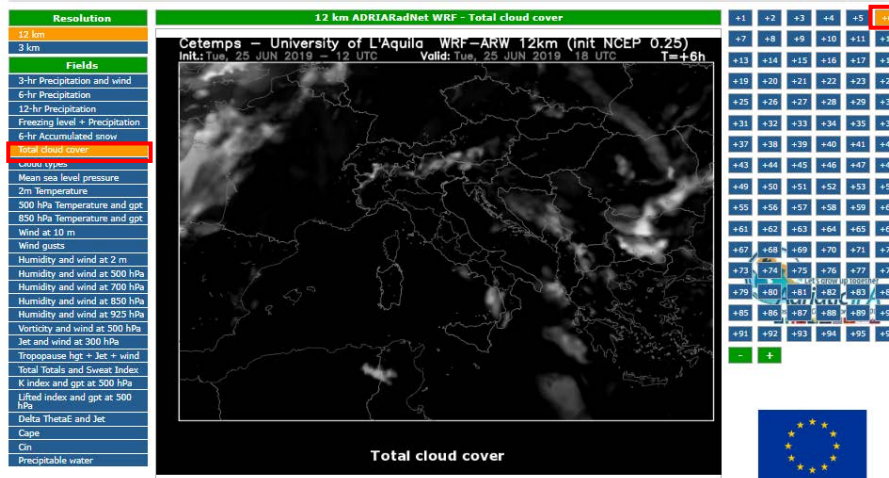 Resolution
12 km
3 km
Fields
3-hr Precipitation and wind
6-hr Precipitation
12-hr Precipitation
Freezing level + Precipitation
6-hr Accumulated snow
Total cloud cover
Cloud types
Mean sea level pressure
2m Temperature
500 hPa Temperature and gpt
850 hPa Temperature and gpt
Wind at 10 m
Wind gusts
Humidity and wind at 2 m
Humidity and wind at 500 hPa
Humidity and wind at 700 hPa
Humidity and wind at 850 hPa
Humidity and wind at 925 hPa
Vorticity and wind at 500 hPa
Jet and wind at 300 hPa
Tropopause hgt + Jet + wind
Total Totals and Sweat Index
K index and gpt at 500 hPa
Lifted index and gpt at 500
hPa
Delta ThetaE and Jet
Cape
Cin
Precipitable water
12 km ADRIARadNet WRF - Total cloud cover
Cetemps – University of L'Aquila WRF-ARW 12km (init NCEP 0.25)
Init.: Tue, 25 JUN 2019 – 12 UTC Valid: Tue, 25 JUN 2019 18 UTC T=+6h
Total cloud cover
+1 +2 +3 +4 +5
+7 +8 +9 +10 +11
+13 +14 +15 +16 +17
+19 +20 +21 +22 +23
+25 +26 +27 +28 +29
+31 +32 +33 +34 +35
+37 +38 +39 +40 +41
+43 +44 +45 +46 +47
+49 +50 +51 +52 +53
+55 +56 +57 +58 +59
+61 +62 +63 +64 +65
+67 +68 +69 +70 +71
+73 +74 +75 +76 +77
+79 +80 +81 +82 +83
+85 +86 +87 +88 +89
+91 +92 +93 +94 +95
- +